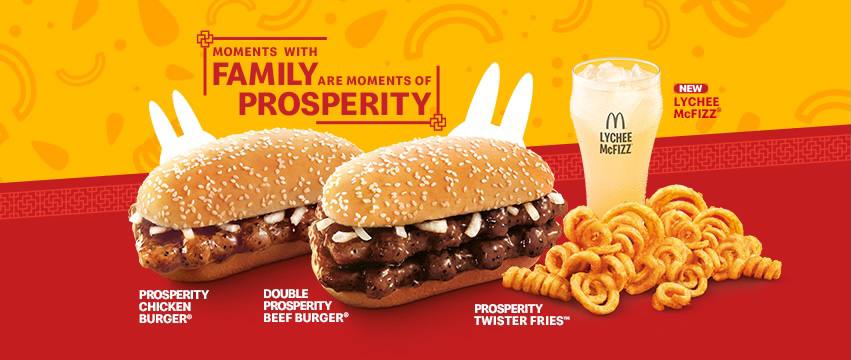 MOMENTS WITH
FAMILY ARE MOMENTS OF
PROSPERITY
NEW
LYCHEE
McFIZZ®
LYCHEE
McFIZZ
PROSPERITY
CHICKEN
BURGER®
DOUBLE
PROSPERITY
BEEF BURGER®
PROSPERITY
TWISTER FRIES™